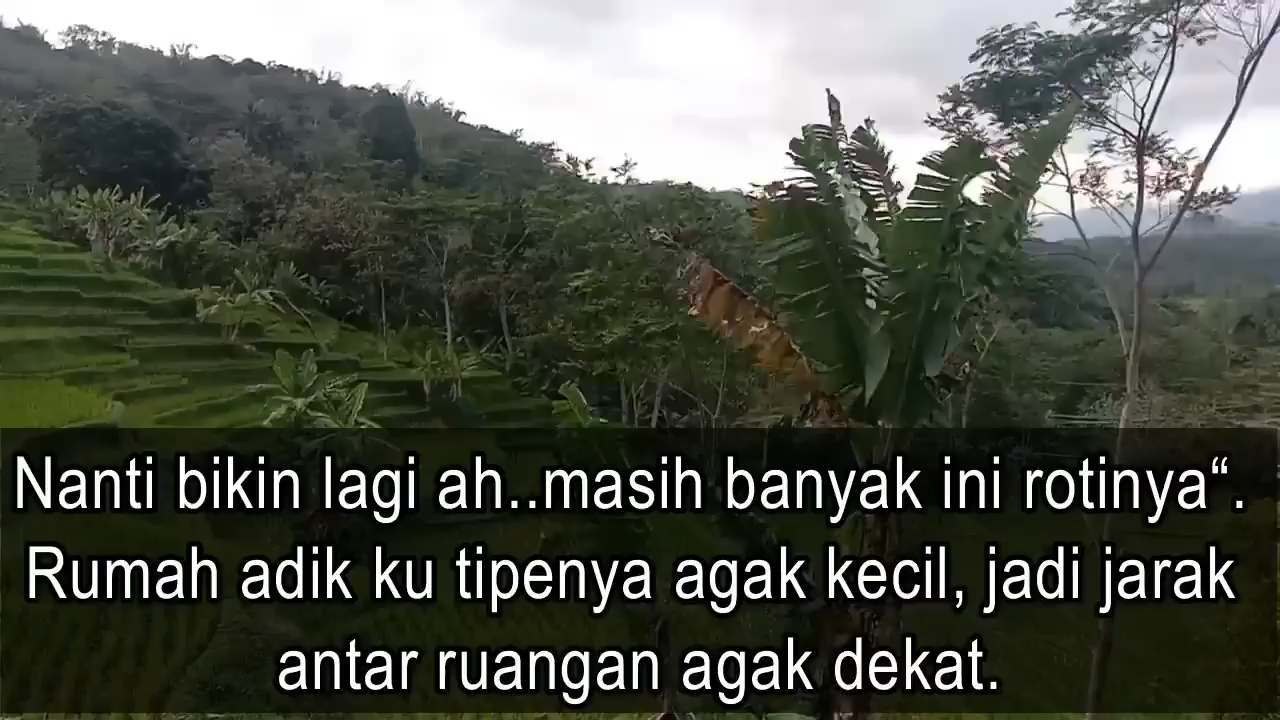 Nanti bikin lagi ah..masih banyak ini rotinya“.
Rumah adik ku tipenya agak kecil, jadi jarak
antar ruangan agak dekat.